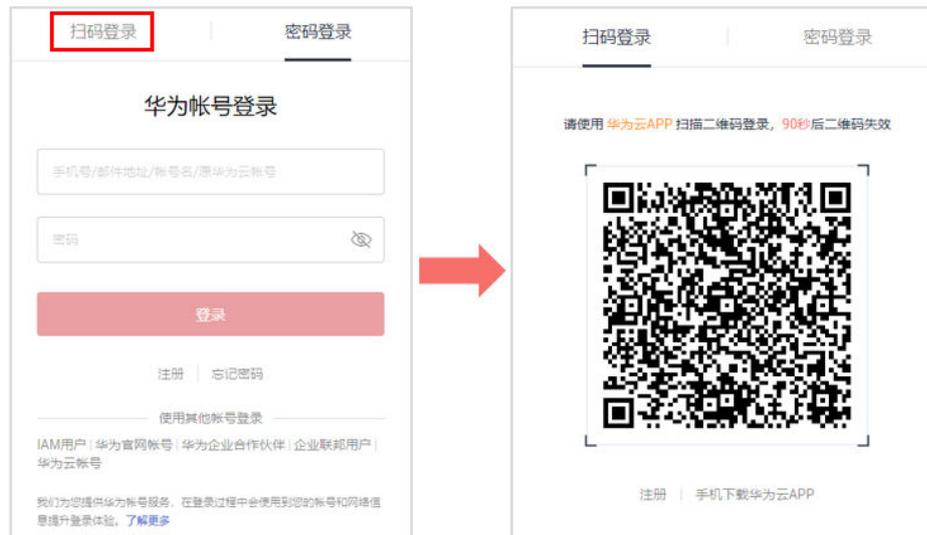 扫码登录
密码登录
华为帐号登录
手机号/邮件地址/帐号名/原华为云帐号
密码
登录
注册 | 忘记密码
使用其他帐号登录
IAM用户 | 华为官网帐号 | 华为企业合作伙伴 | 企业联邦用户 |
华为云帐号
我们为您提供华为帐号服务，在登录过程中会使用到您的帐号和网络信
息提升登录体验。了解更多
扫码登录
密码登录
请使用 华为云APP 扫描二维码登录，90秒后二维码失效
注册 | 手机下载华为云APP